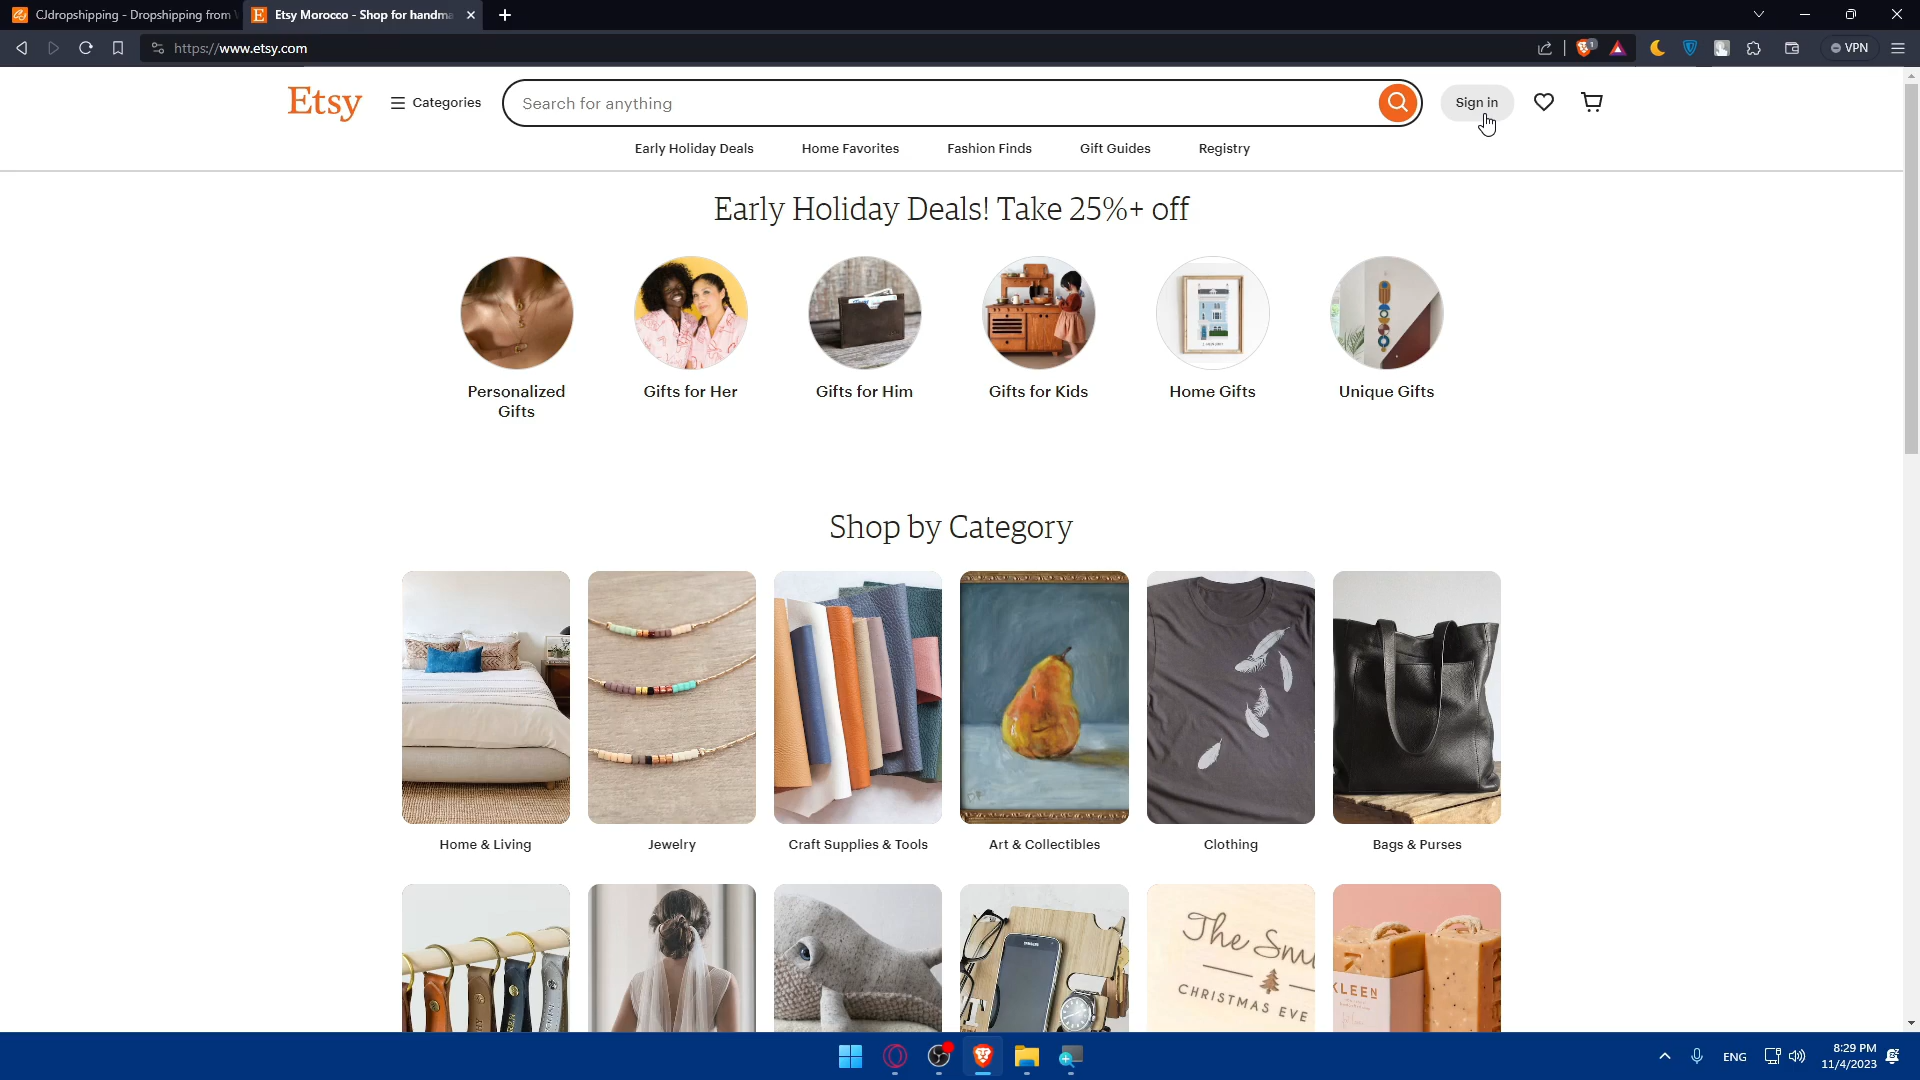 CJdropshipping - Dropshipping from
Etsy Morocco - Shop for handma
https://www.etsy.com
1
VPN
Etsy
Categories
Search for anything
Sign in
Early Holiday Deals
Home Favorites
Fashion Finds
Gift Guides
Registry
Early Holiday Deals! Take 25%+ off
Personalized
Gifts
Gifts for Her
Gifts for Him
Gifts for Kids
Home Gifts
Unique Gifts
Shop by Category
Home & Living
Jewelry
Craft Supplies & Tools
Art & Collectibles
Clothing
Bags & Purses
SAMSUNG
The Smi
CHRISTMAS EVE
KLEEN
ENG
8:29 PM
11/4/2023